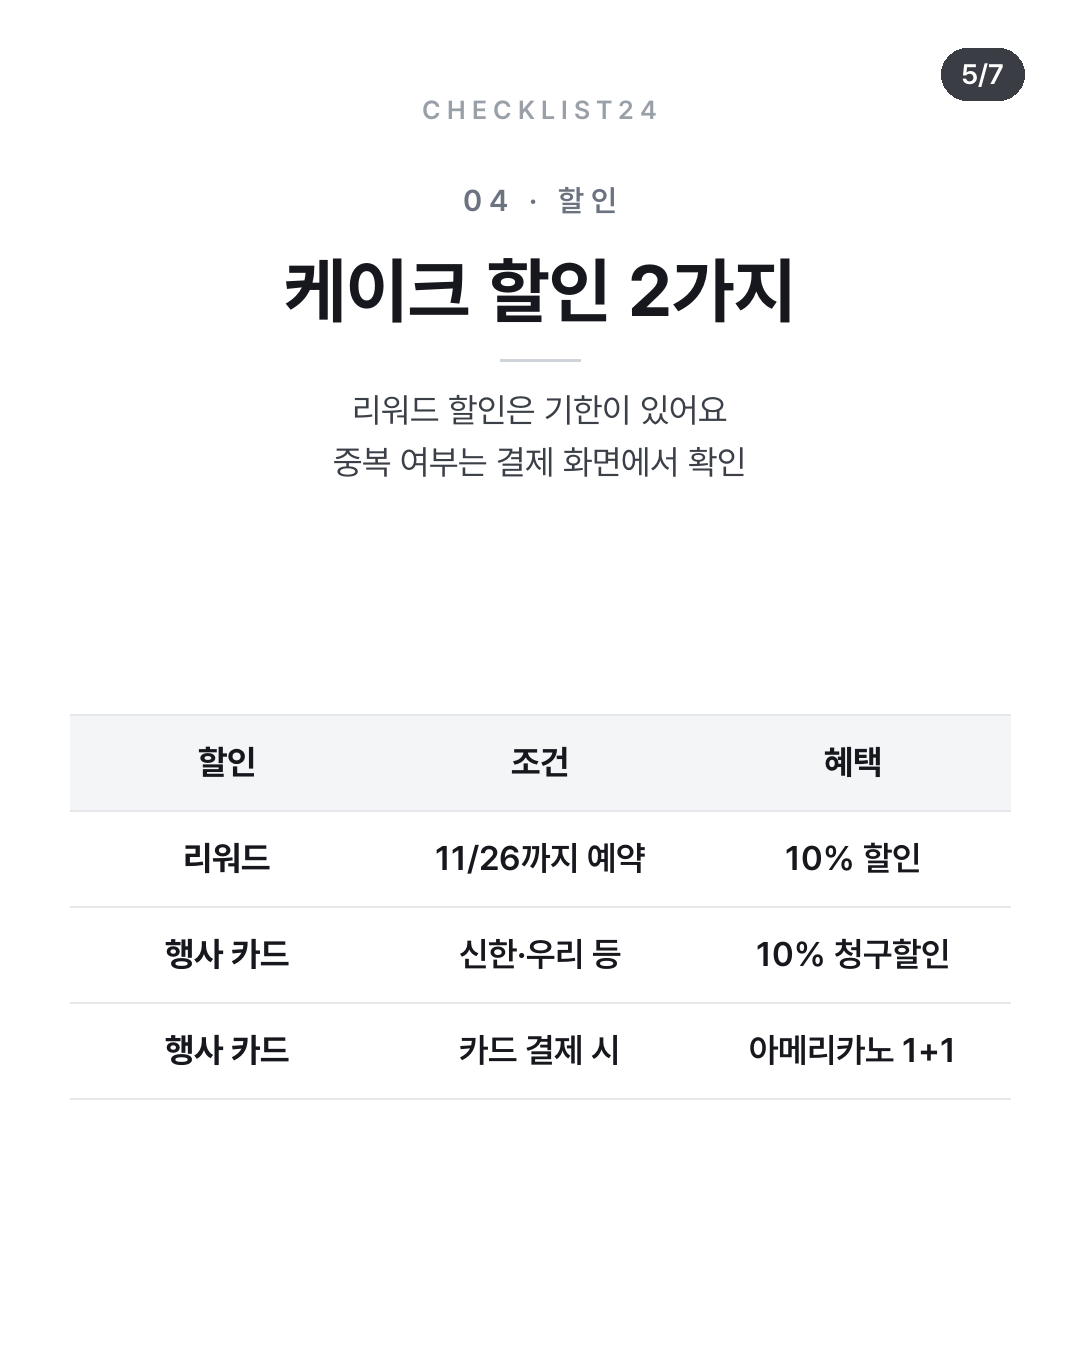 5/7
CHECKLIST24
04 · 할인
케이크 할인 2가지
리워드 할인은 기한이 있어요
중복 여부는 결제 화면에서 확인
할인 조건 혜택
리워드 11/26까지 예약 10% 할인
행사 카드 신한·우리 등 10% 청구할인
행사 카드 카드 결제 시 아메리카노 1+1